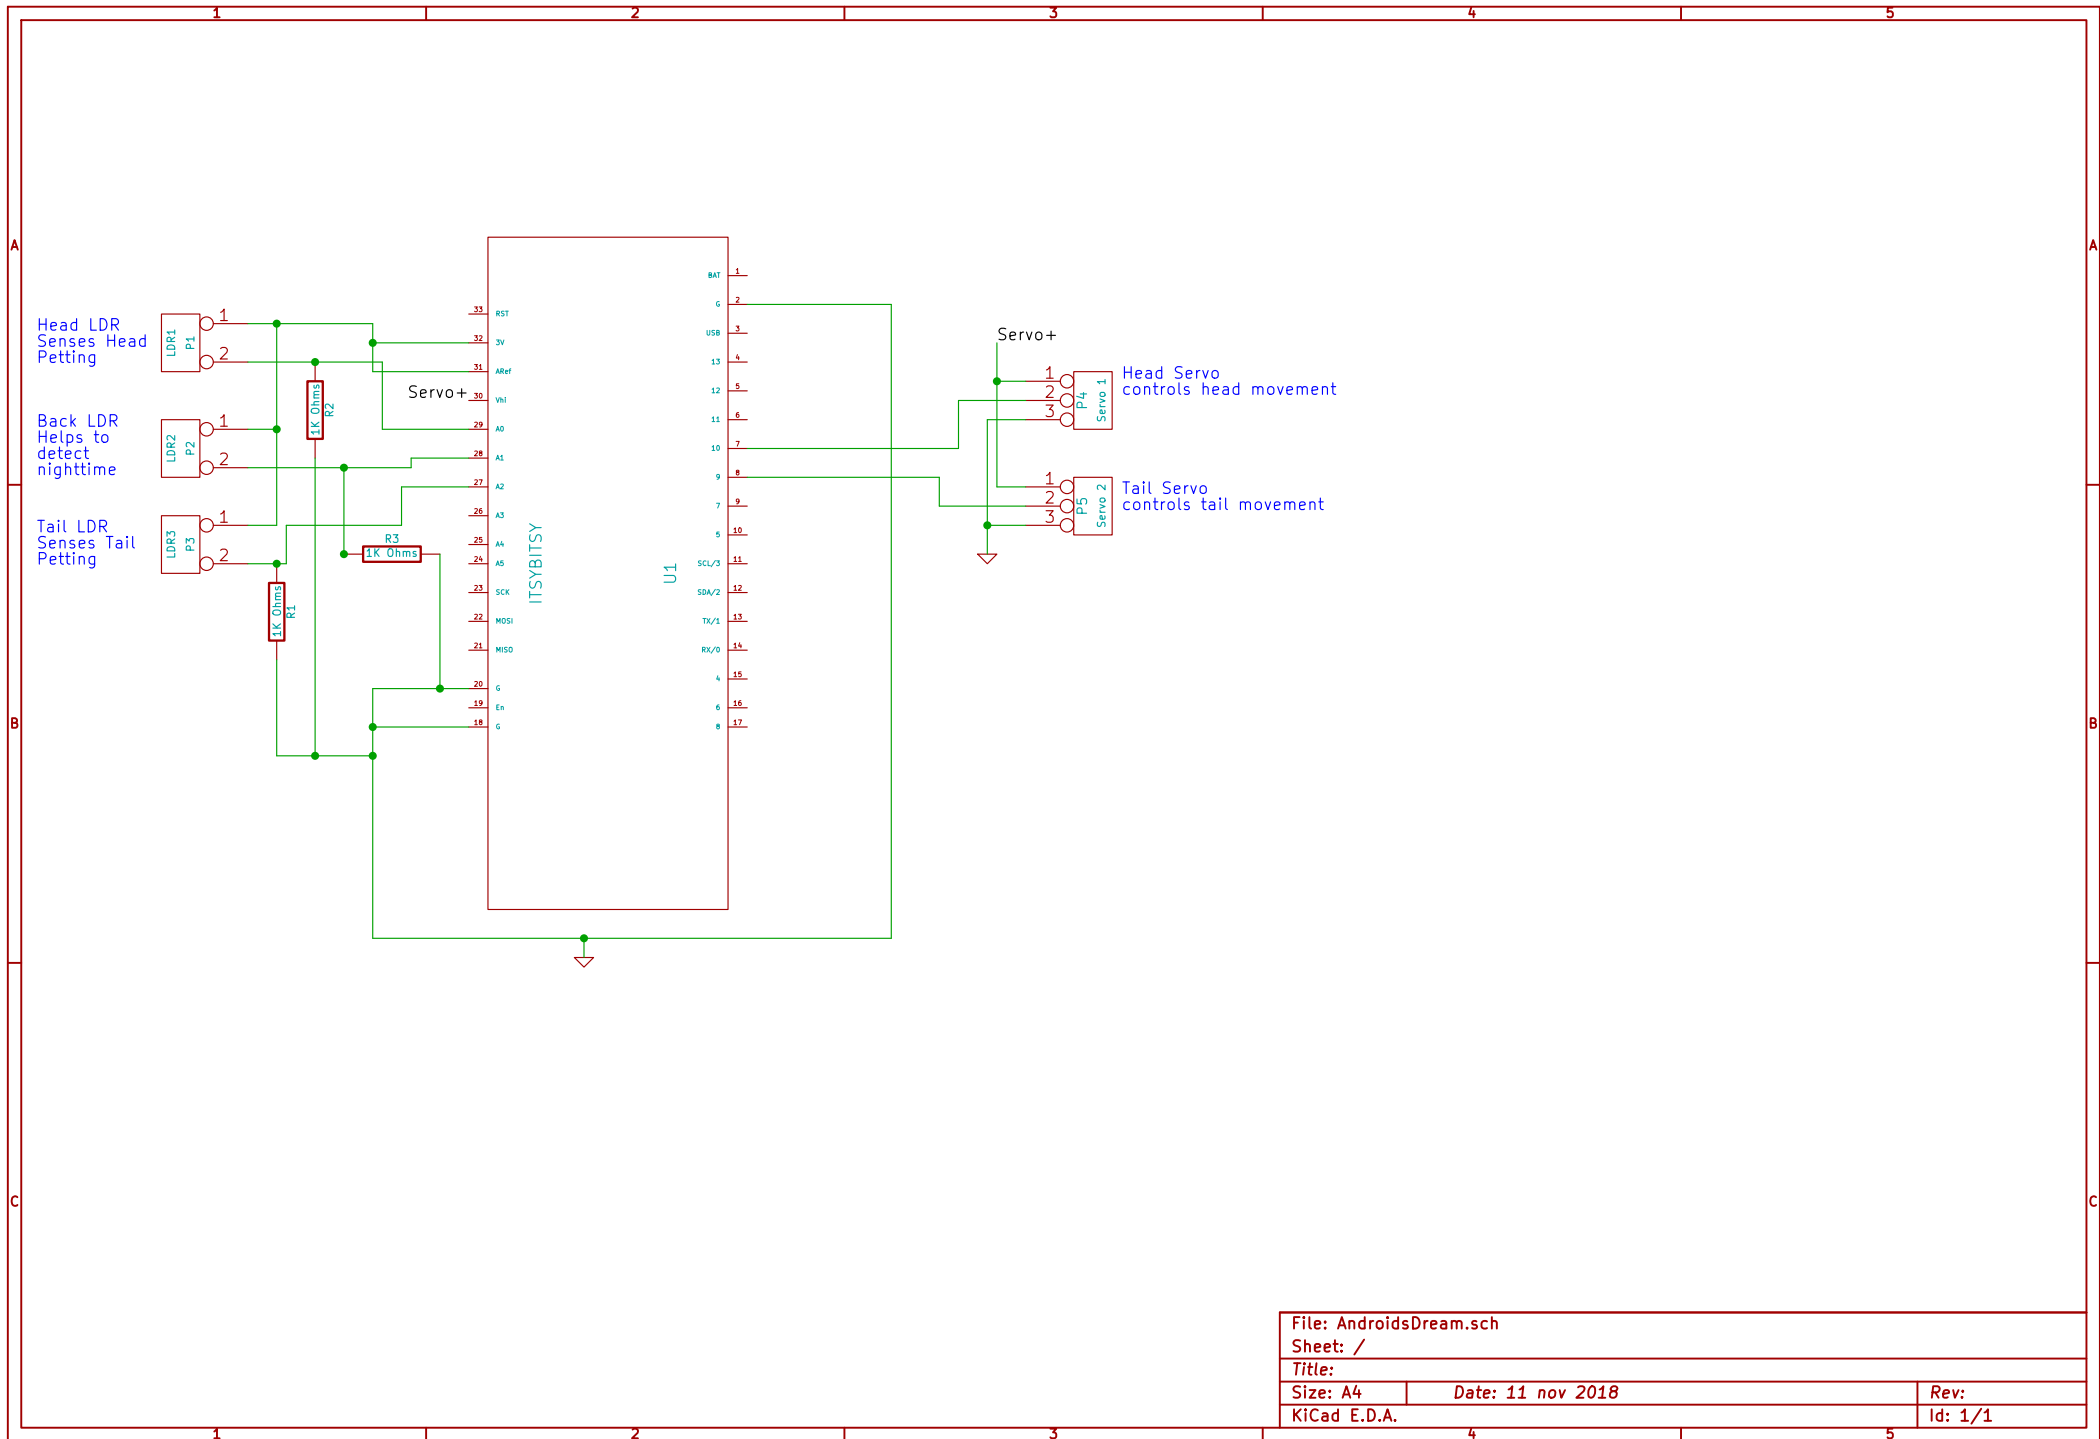 1 2 3 4 5
A A
B B
C C
Head LDR
Senses Head
Petting
LDR1
P1
1
2
Back LDR
Helps to
detect
nighttime
LDR2
P2
1
2
Tail LDR
Senses Tail
Petting
LDR3
P3
1
2
1K Ohms
R2
R3
1K Ohms
1K Ohms
R1
Servo+
33 RST
32 3V
31 ARef
30 Vhi
29 A0
28 A1
27 A2
26 A3
25 A4
24 A5
23 SCK
22 MOSI
21 MISO
20 G
19 En
18 G
ITSYBITSY
U1
BAT 1
G 2
USB 3
13 4
12 5
11 6
10 7
9 8
7 9
5 10
SCL/3 11
SDA/2 12
TX/1 13
RX/0 14
4 15
6 16
8 17
Servo+
1
2
3
P4
Servo 1
Head Servo
controls head movement
1
2
3
P5
Servo 2
Tail Servo
controls tail movement
File: AndroidsDream.sch
Sheet: /
Title:
Size: A4 Date: 11 nov 2018 Rev:
KiCad E.D.A. Id: 1/1
1 2 3 4 5